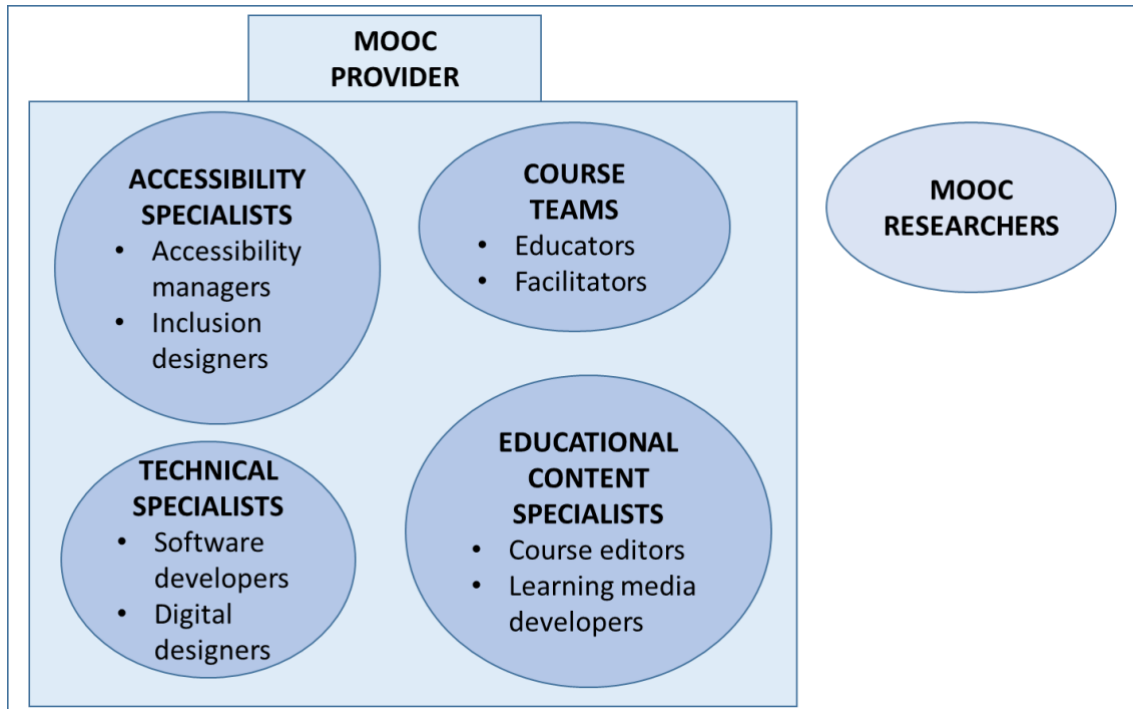 MOOC
PROVIDER
ACCESSIBILITY
SPECIALISTS
• Accessibility
managers
• Inclusion
designers
COURSE
TEAMS
• Educators
• Facilitators
MOOC
RESEARCHERS
TECHNICAL
SPECIALISTS
• Software
developers
• Digital
designers
EDUCATIONAL
CONTENT
SPECIALISTS
• Course editors
• Learning media
developers